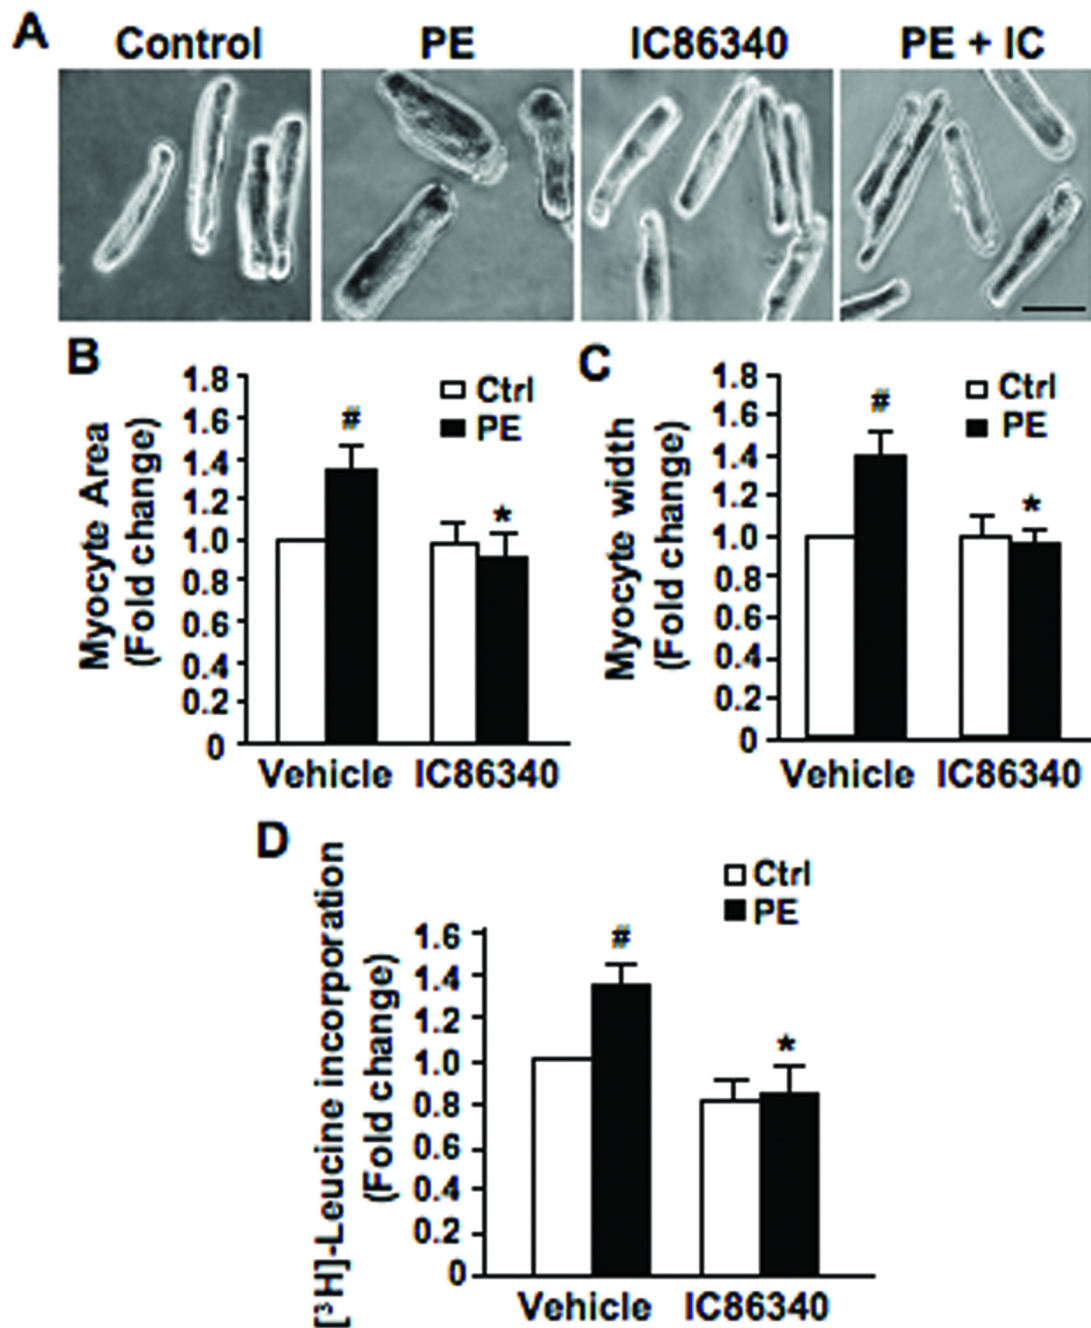 A
Control PE IC86340 PE + IC
B
Myocyte Area
(Fold change)
1.8
1.6
1.4
1.2
1.0
0.8
0.6
0.4
0.2
0
#
*
Ctrl
PE
Vehicle IC86340
C
Myocyte width
(Fold change)
1.8
1.6
1.4
1.2
1.0
0.8
0.6
0.4
0.2
0
#
*
Ctrl
PE
Vehicle IC86340
D
[³H]-Leucine incorporation
(Fold change)
1.6
1.4
1.2
1.0
0.8
0.6
0.4
0.2
0
#
*
Ctrl
PE
Vehicle IC86340